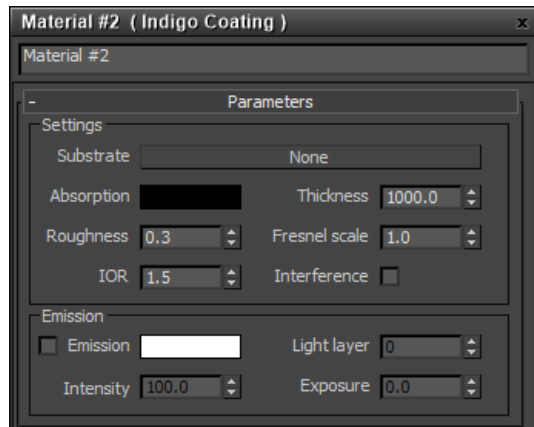 Material #2 ( Indigo Coating ) x
Material #2
- Parameters
Settings
Substrate None
Absorption Thickness 1000.0
Roughness 0.3 Fresnel scale 1.0
IOR 1.5 Interference
Emission
Emission Light layer 0
Intensity 100.0 Exposure 0.0